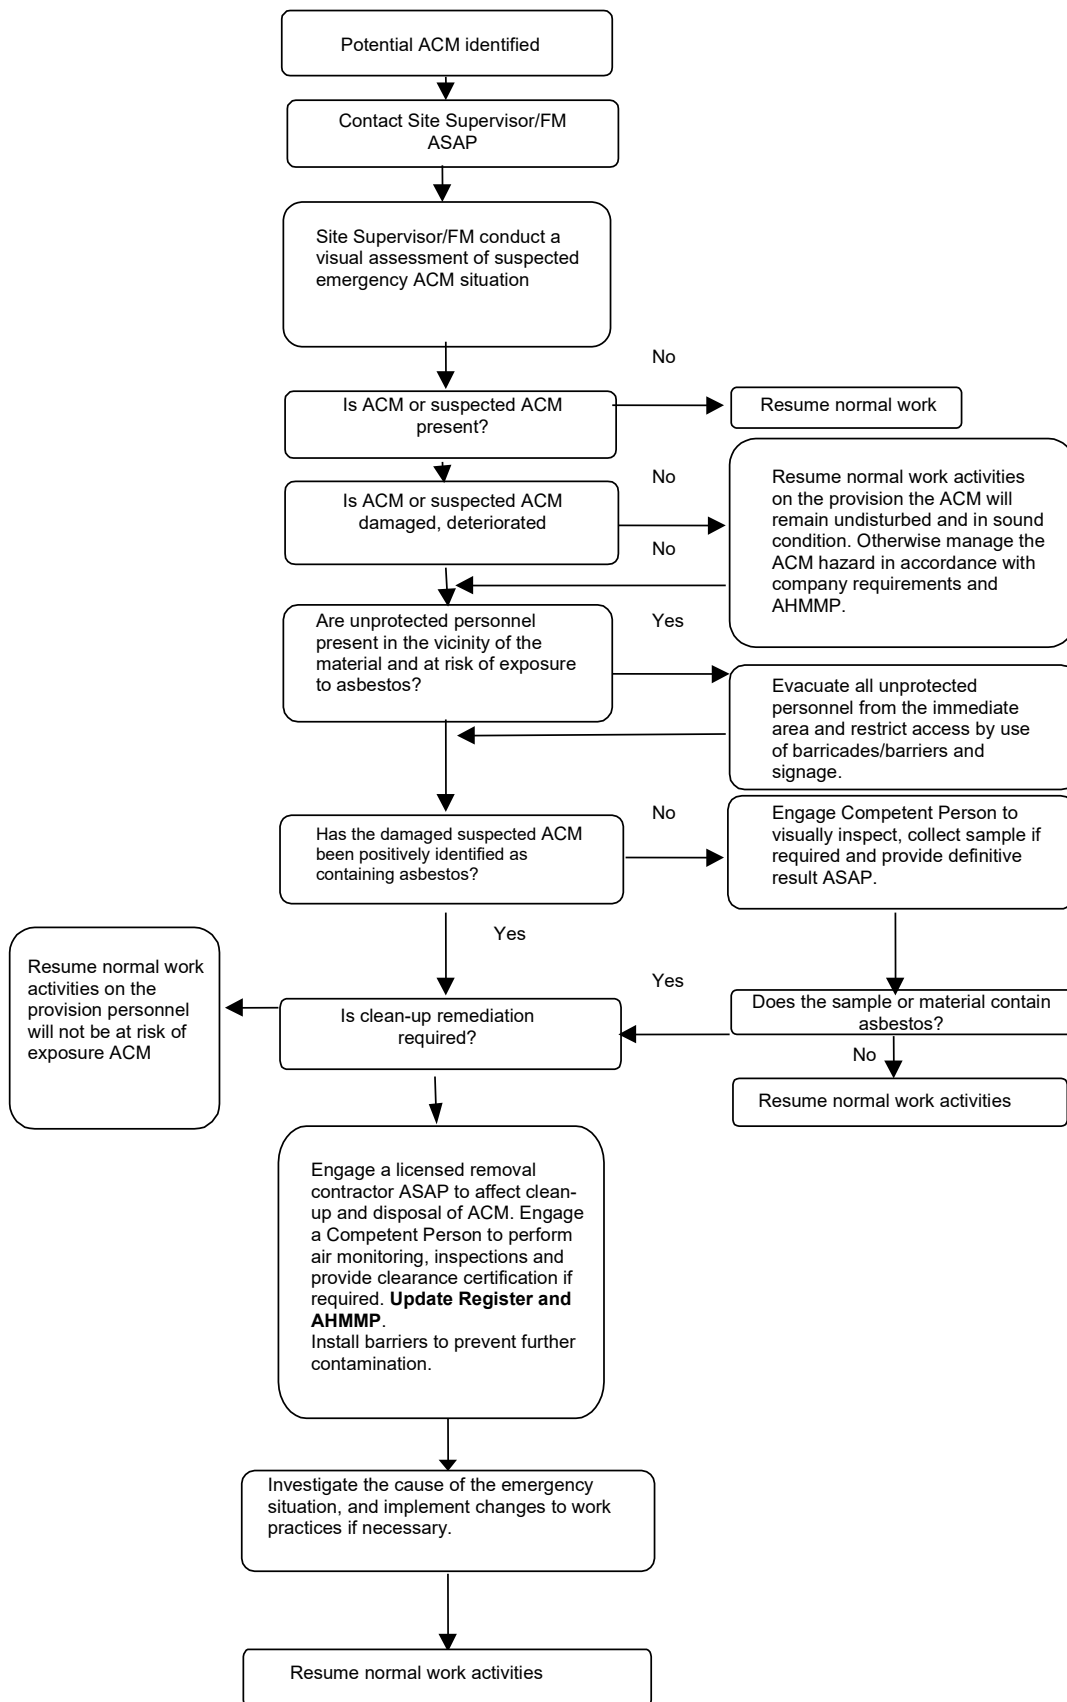 Potential ACM identified
Contact Site Supervisor/FM
ASAP
Site Supervisor/FM conduct a
visual assessment of suspected
emergency ACM situation
No
Is ACM or suspected ACM
present?
Resume normal work
No
Is ACM or suspected ACM
damaged, deteriorated
No
Resume normal work activities
on the provision the ACM will
remain undisturbed and in sound
condition. Otherwise manage the
ACM hazard in accordance with
company requirements and
AHMMP.
Are unprotected personnel
present in the vicinity of the
material and at risk of exposure
to asbestos?
Yes
Evacuate all unprotected
personnel from the immediate
area and restrict access by use
of barricades/barriers and
signage.
Has the damaged suspected ACM
been positively identified as
containing asbestos?
No
Engage Competent Person to
visually inspect, collect sample if
required and provide definitive
result ASAP.
Yes
Resume normal work
activities on the
provision personnel
will not be at risk of
exposure ACM
Is clean-up remediation
required?
Yes
Does the sample or material contain
asbestos?
No
Resume normal work activities
Engage a licensed removal
contractor ASAP to affect clean-
up and disposal of ACM. Engage
a Competent Person to perform
air monitoring, inspections and
provide clearance certification if
required. Update Register and
AHMMP.
Install barriers to prevent further
contamination.
Investigate the cause of the emergency
situation, and implement changes to work
practices if necessary.
Resume normal work activities